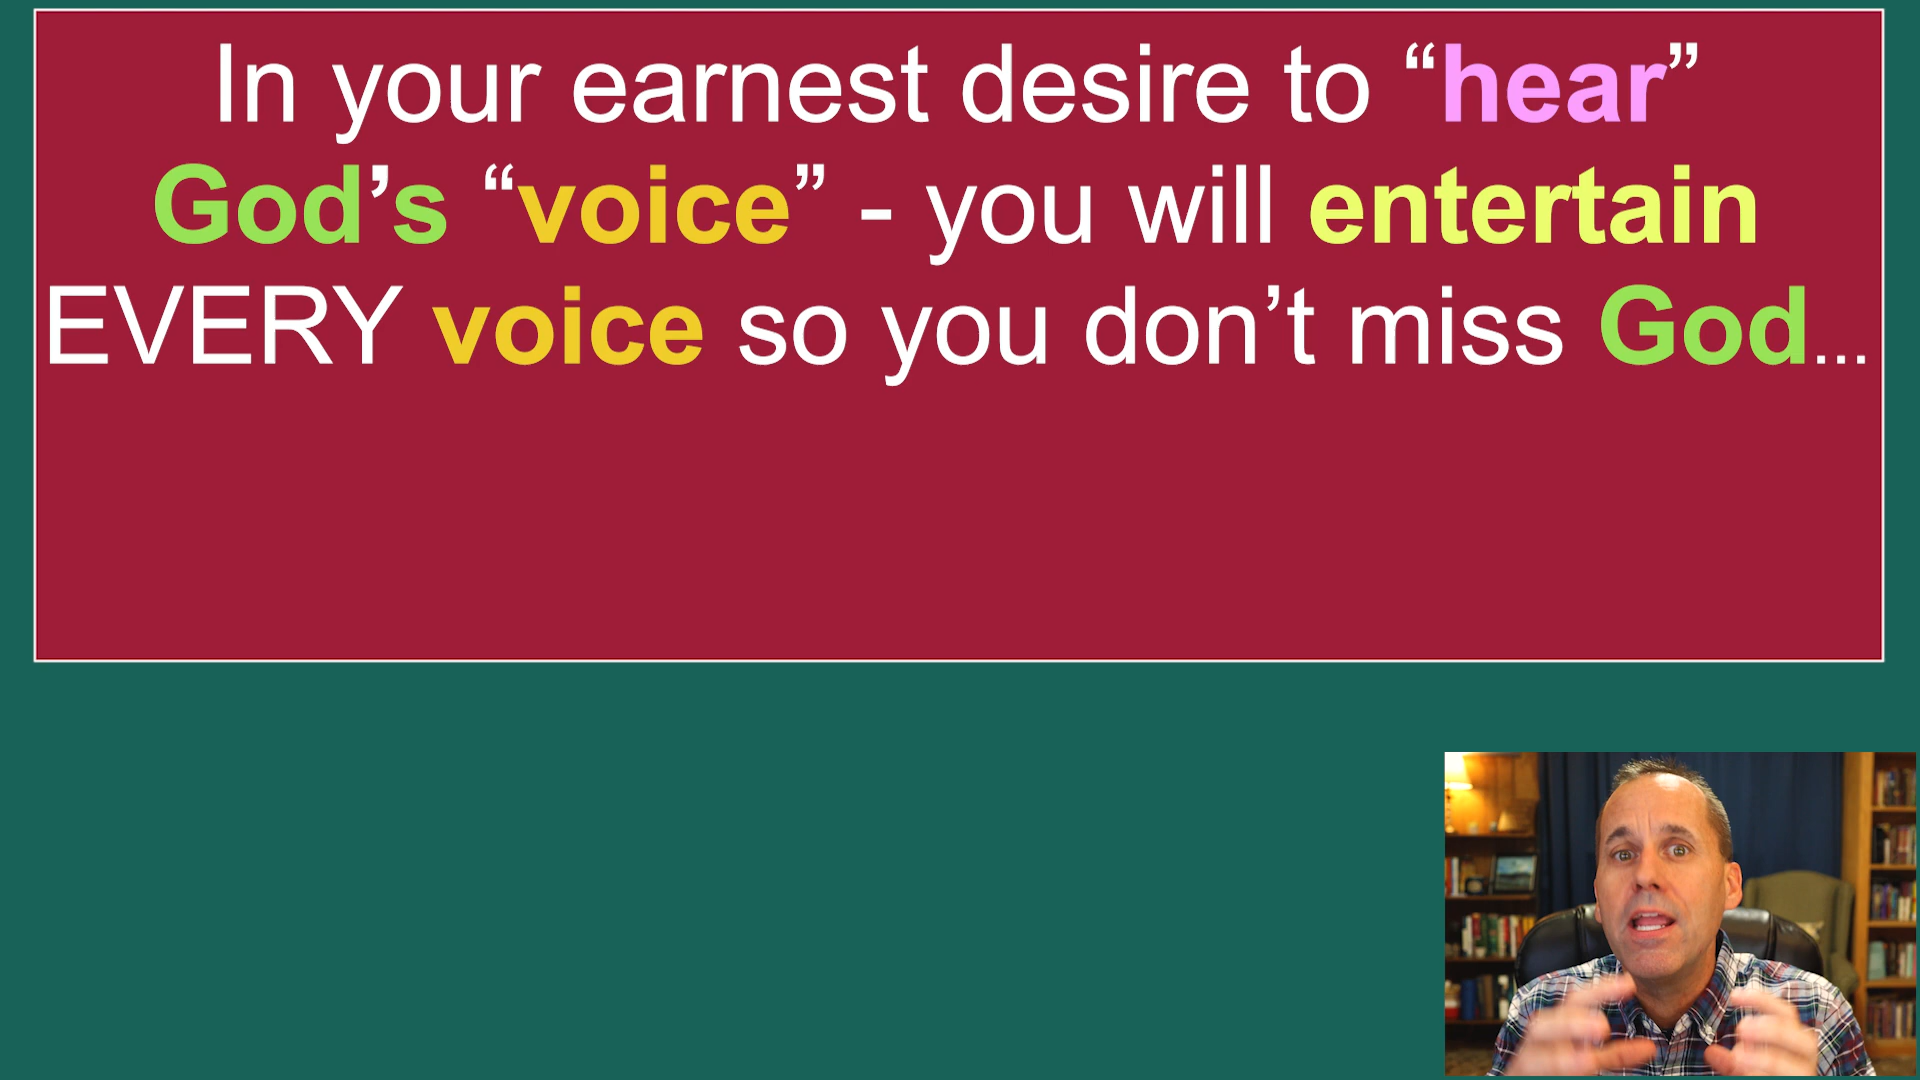 In your earnest desire to “hear”
God’s “voice” - you will entertain
EVERY voice so you don’t miss God...